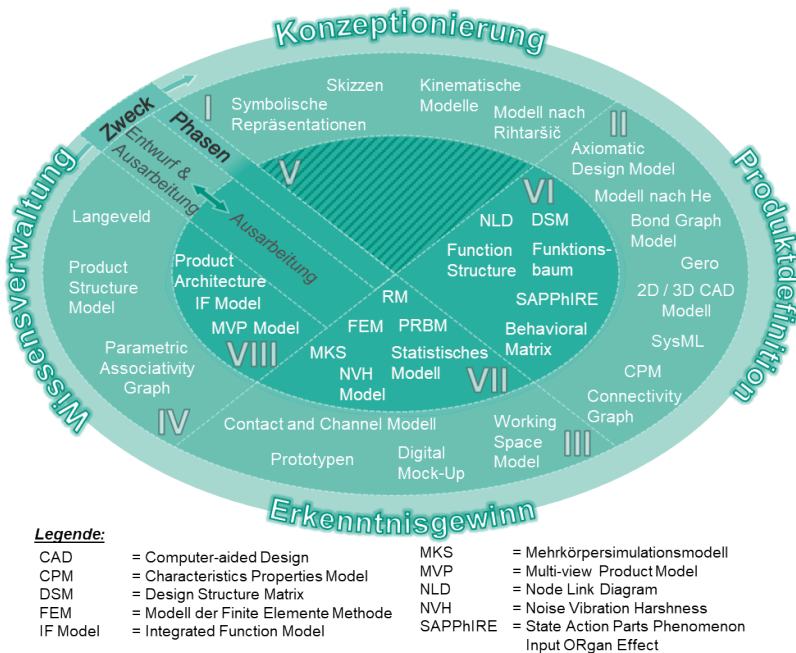 Konzeptionierung
Produktdefinition
Erkenntnisgewinn
Wissensverwaltung
Zweck
Phasen
Entwurf &
Ausarbeitung
Ausarbeitung
I
Skizzen
Kinematische
Modelle
Symbolische
Repräsentationen
Modell nach
Rihtaršič
II
Axiomatic
Design Model
Modell nach He
Bond Graph
Model
Gero
2D / 3D CAD
Modell
SysML
CPM
Connectivity
Graph
III
Contact and Channel Modell
Working
Space
Model
Prototypen
Digital
Mock-Up
IV
Langeveld
Product
Structure
Model
Parametric
Associativity
Graph
V
VI
NLD
DSM
Function
Structure
Funktions-
baum
SAPPhIRE
Behavioral
Matrix
VII
RM
FEM
PRBM
MKS
Statistisches
Modell
NVH
Model
VIII
Product
Architecture
IF Model
MVP Model
Legende:
CAD = Computer-aided Design
CPM = Characteristics Properties Model
DSM = Design Structure Matrix
FEM = Modell der Finite Elemente Methode
IF Model = Integrated Function Model
MKS = Mehrkörpersimulationsmodell
MVP = Multi-view Product Model
NLD = Node Link Diagram
NVH = Noise Vibration Harshness
SAPPhIRE = State Action Parts Phenomenon
Input ORgan Effect